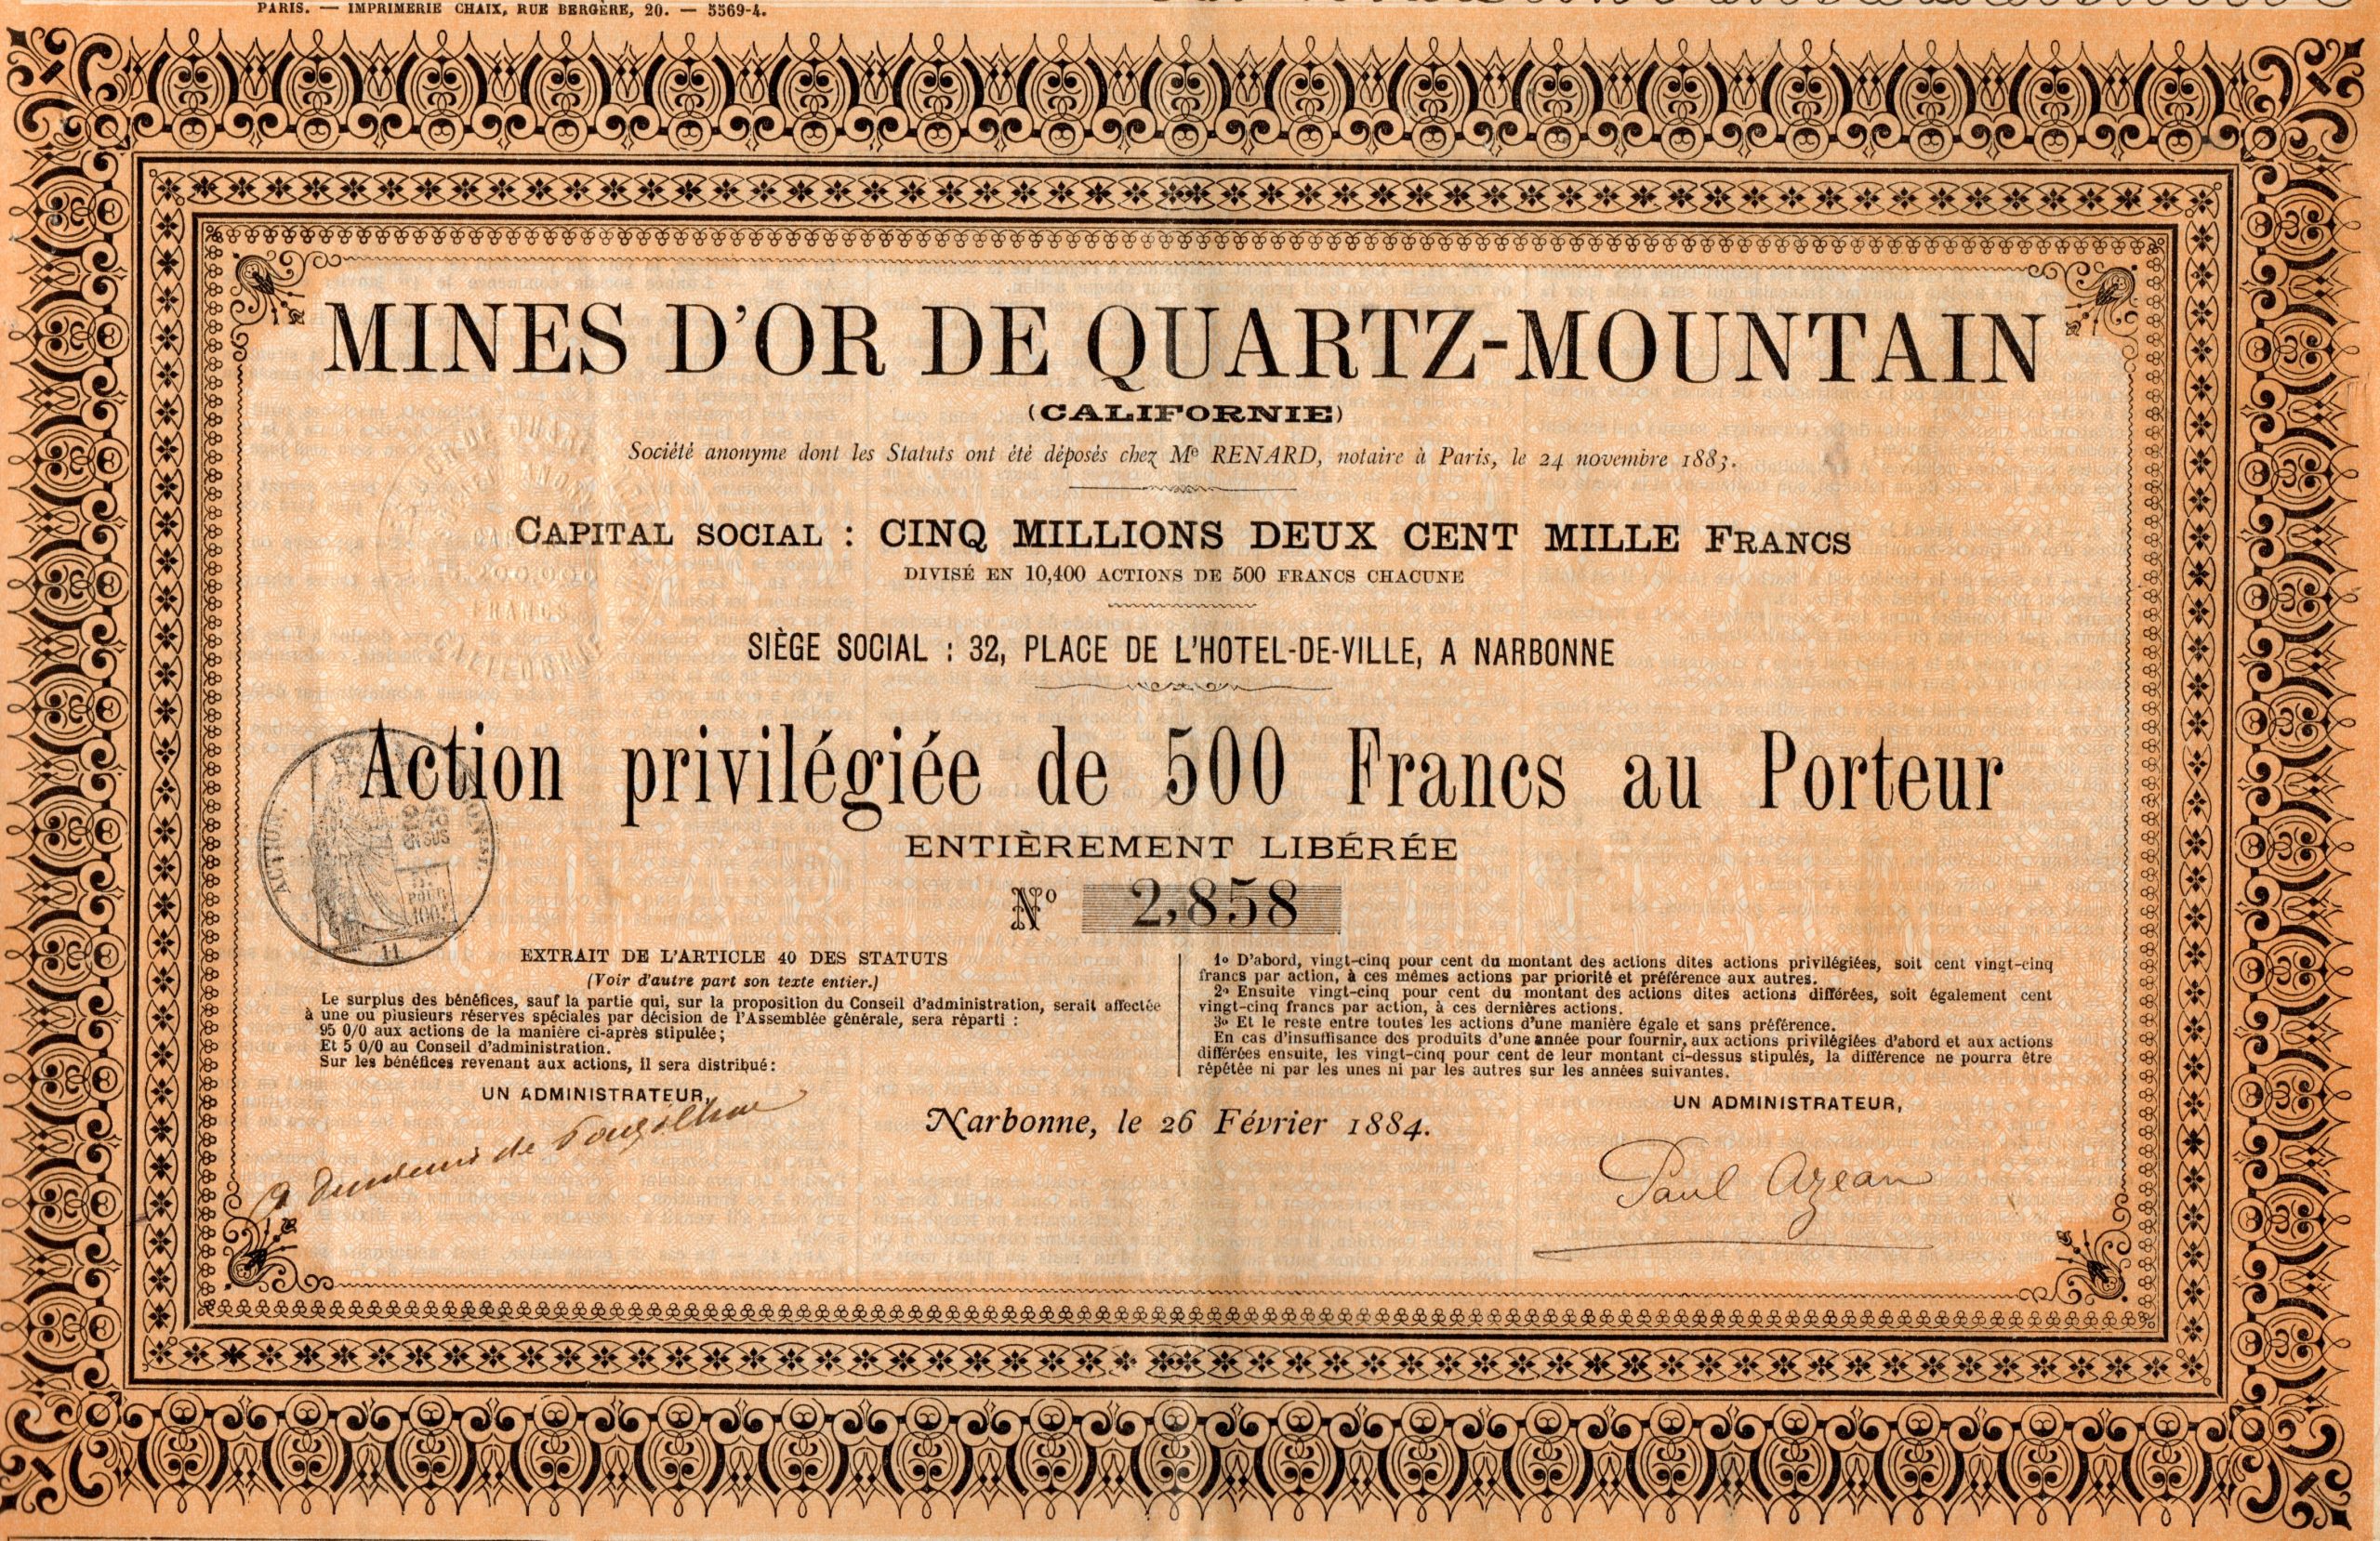 PARIS. — IMPRIMERIE CHAIX, RUE BERGÈRE, 20. — 5569-4.
MINES D'OR DE QUARTZ-MOUNTAIN
(CALIFORNIE)
Société anonyme dont les Statuts ont été déposés chez Me RENARD, notaire à Paris, le 24 novembre 1883.
CAPITAL SOCIAL : CINQ MILLIONS DEUX CENT MILLE FRANCS
DIVISÉ EN 10,400 ACTIONS DE 500 FRANCS CHACUNE
SIÈGE SOCIAL : 32, PLACE DE L'HOTEL-DE-VILLE, A NARBONNE
Action privilégiée de 500 Francs au Porteur
ENTIÈREMENT LIBÉRÉE
No 2,858
EXTRAIT DE L'ARTICLE 40 DES STATUTS
(Voir d'autre part son texte entier.)
Le surplus des bénéfices, sauf la partie qui, sur la proposition du Conseil d'administration, serait affectée
à une ou plusieurs réserves spéciales par décision de l'Assemblée générale, sera réparti :
95 0/0 aux actions de la manière ci-après stipulée;
Et 5 0/0 au Conseil d'administration.
Sur les bénéfices revenant aux actions, il sera distribué:
1o D'abord, vingt-cinq pour cent du montant des actions dites actions privilégiées, soit cent vingt-cinq
francs par action, à ces mêmes actions par priorité et préférence aux autres.
2o Ensuite vingt-cinq pour cent du montant des actions dites actions différées, soit également cent
vingt-cinq francs par action, à ces dernières actions.
3o Et le reste entre toutes les actions d'une manière égale et sans préférence.
En cas d'insuffisance des produits d'une année pour fournir, aux actions privilégiées d'abord et aux actions
différées ensuite, les vingt-cinq pour cent de leur montant ci-dessus stipulés, la différence ne pourra être
répétée ni par les unes ni par les autres sur les années suivantes.
UN ADMINISTRATEUR,
Narbonne, le 26 Février 1884.
UN ADMINISTRATEUR,
Paul Azean
ACTION
POUR
100
11
5,200,000
FRANCS
CALIFORNIE